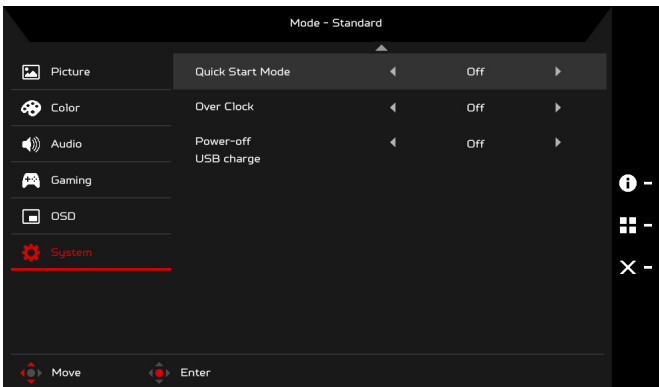 Mode - Standard
Picture
Quick Start Mode Off
Color
Over Clock Off
Audio
Power-off Off
USB charge
Gaming
OSD
System
Move Enter